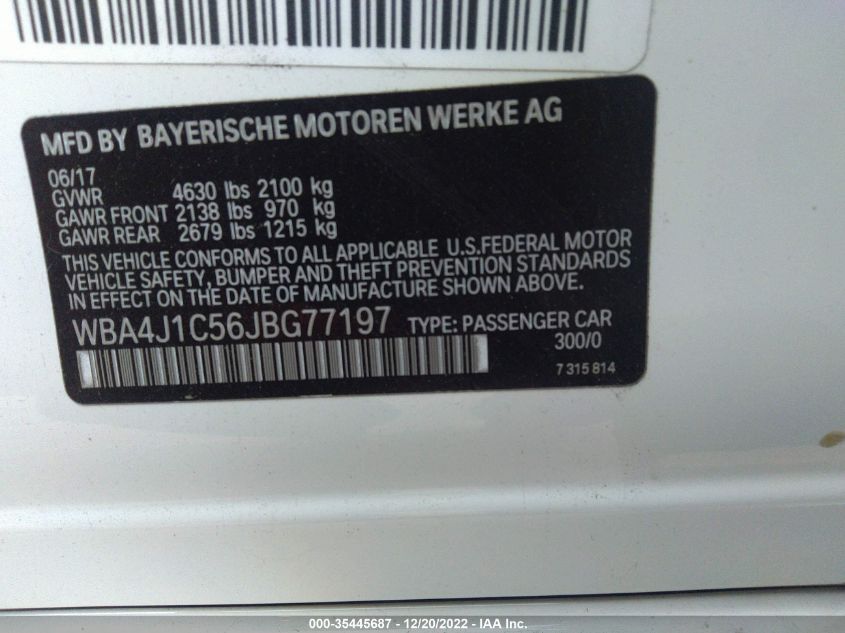 MFD BY BAYERISCHE MOTOREN WERKE AG
06/17
GVWR 4630 lbs 2100 kg
GAWR FRONT 2138 lbs 970 kg
GAWR REAR 2679 lbs 1215 kg
THIS VEHICLE CONFORMS TO ALL APPLICABLE U.S.FEDERAL MOTOR
VEHICLE SAFETY, BUMPER AND THEFT PREVENTION STANDARDS
IN EFFECT ON THE DATE OF MANUFACTURE SHOWN ABOVE.
WBA4J1C56JBG77197 TYPE: PASSENGER CAR
300/0
7 315 814
000-35445687 - 12/20/2022 - IAA Inc.